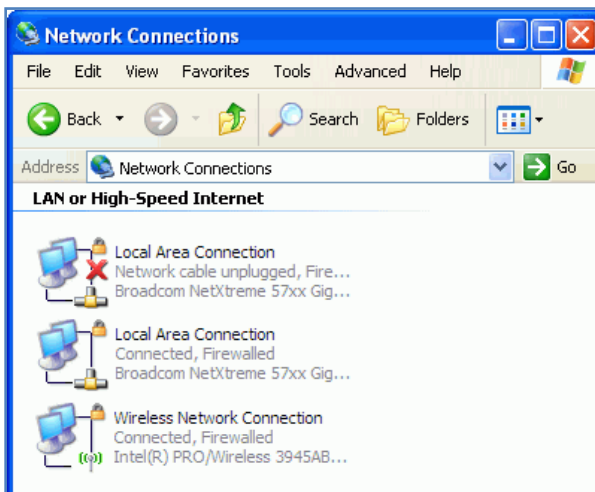 Network Connections
File Edit View Favorites Tools Advanced Help
Back Search Folders
Address Network Connections Go
LAN or High-Speed Internet
Local Area Connection
Network cable unplugged, Fire...
Broadcom NetXtreme 57xx Gig...
Local Area Connection
Connected, Firewalled
Broadcom NetXtreme 57xx Gig...
Wireless Network Connection
Connected, Firewalled
Intel(R) PRO/Wireless 3945AB...